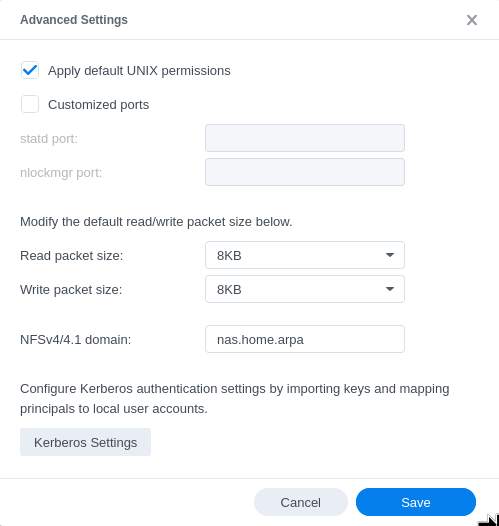 Advanced Settings
Apply default UNIX permissions
Customized ports
statd port:
nlockmgr port:
Modify the default read/write packet size below.
Read packet size: 8KB
Write packet size: 8KB
NFSv4/4.1 domain: nas.home.arpa
Configure Kerberos authentication settings by importing keys and mapping
principals to local user accounts.
Kerberos Settings
Cancel Save